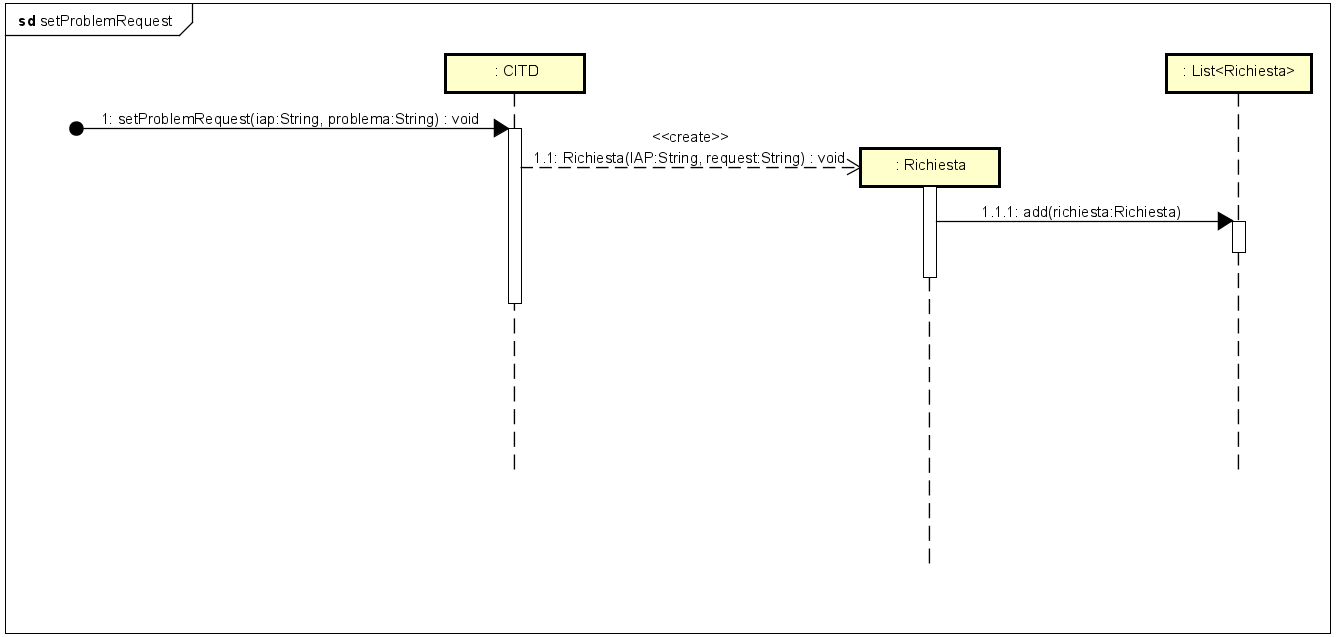 sd setProblemRequest
: CITD
: List<Richiesta>
1: setProblemRequest(iap:String, problema:String) : void
<<create>>
1.1: Richiesta(IAP:String, request:String) : void
: Richiesta
1.1.1: add(richiesta:Richiesta)